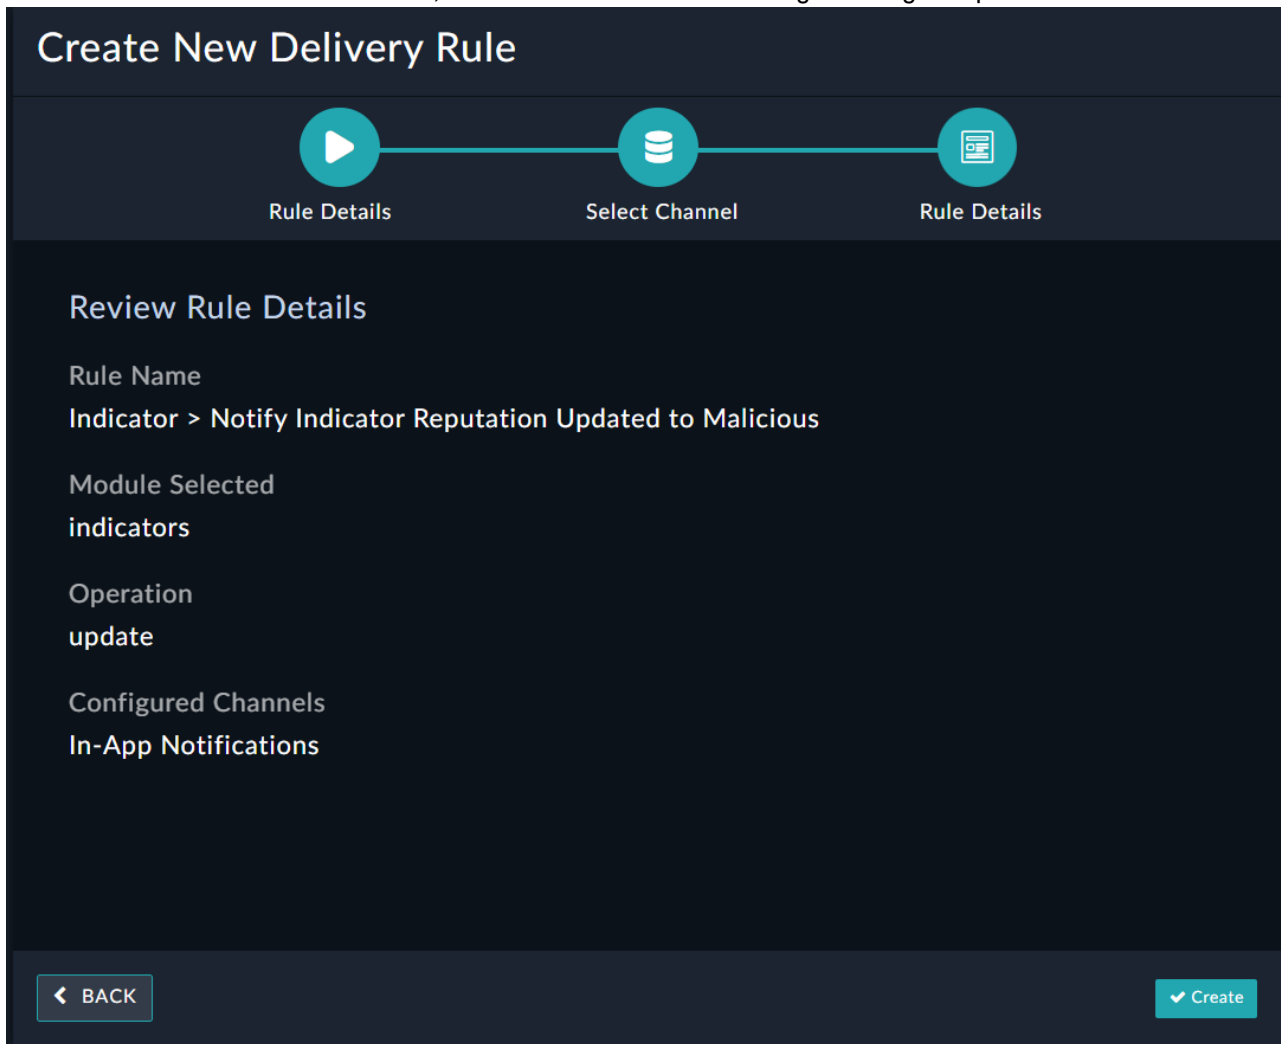 Create New Delivery Rule
Rule Details
Select Channel
Rule Details
Review Rule Details
Rule Name
Indicator > Notify Indicator Reputation Updated to Malicious
Module Selected
indicators
Operation
update
Configured Channels
In-App Notifications
BACK
Create